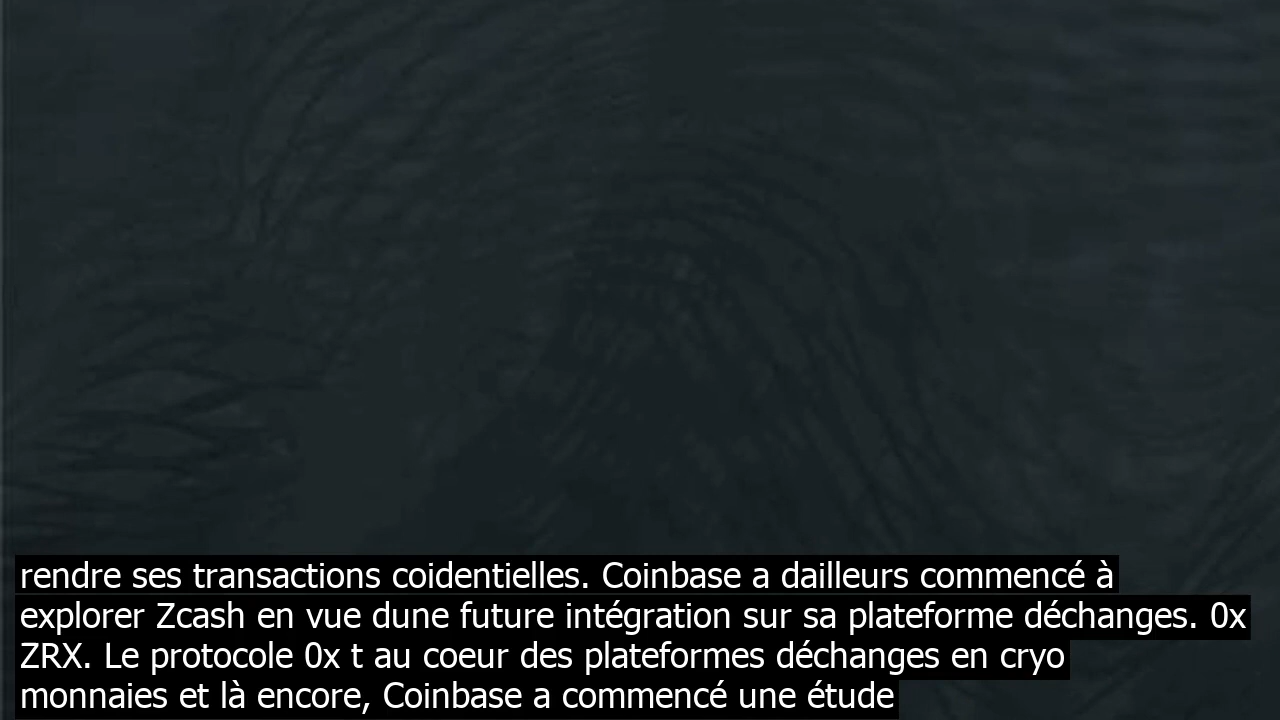 rendre ses transactions coidentielles. Coinbase a dailleurs commencé à
explorer Zcash en vue dune future intégration sur sa plateforme déchanges. 0x
ZRX. Le protocole 0x t au coeur des plateformes déchanges en cryo
monnaies et là encore, Coinbase a commencé une étude